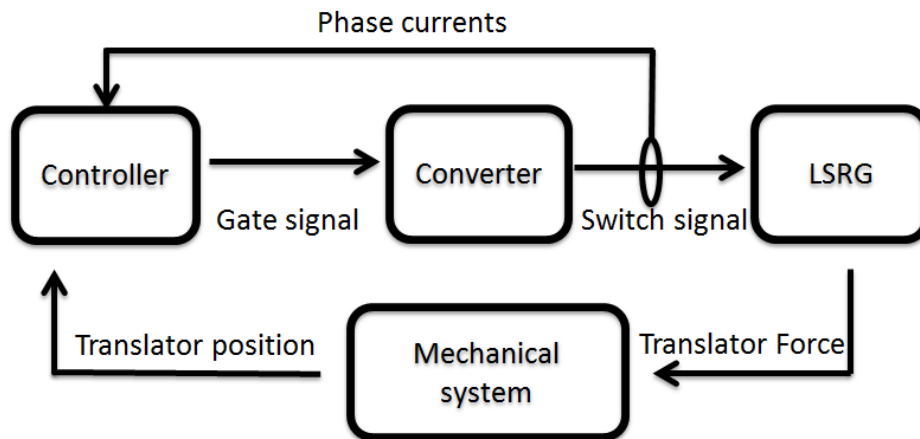 Phase currents
Controller
Converter
LSRG
Gate signal
Switch signal
Translator position
Mechanical
system
Translator Force